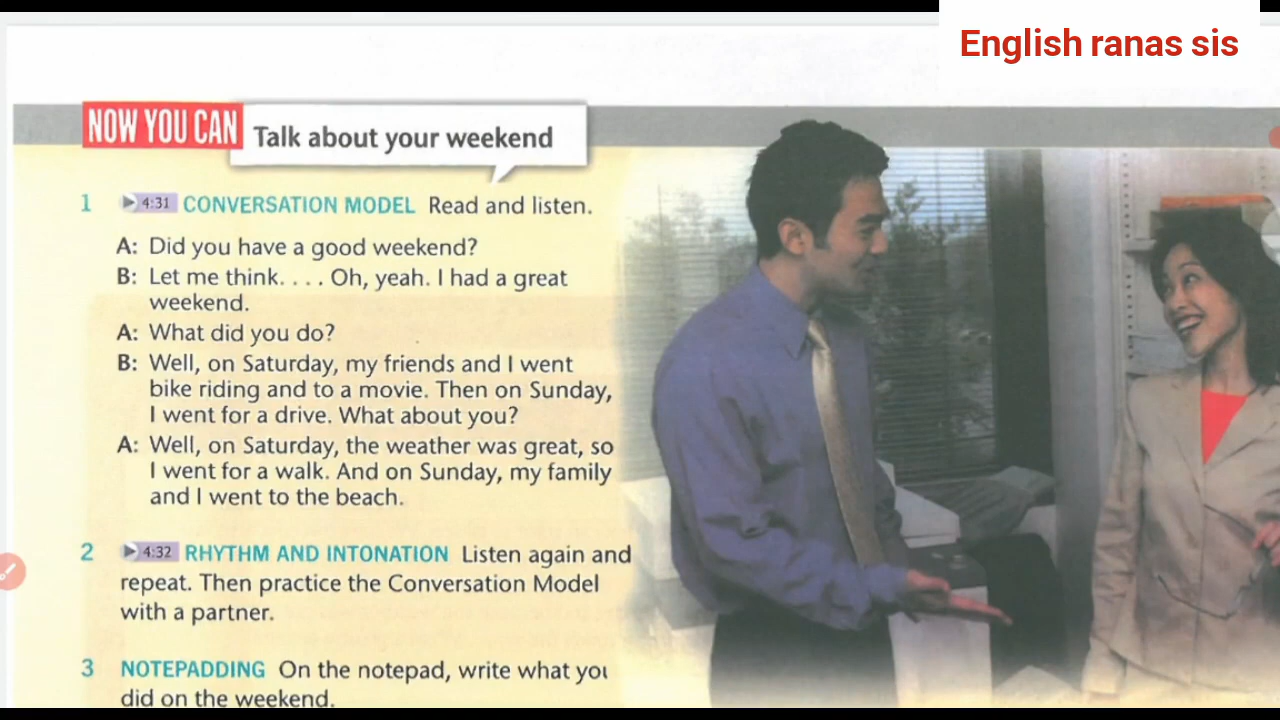 English ranas sis
NOW YOU CAN Talk about your weekend
1 4:31 CONVERSATION MODEL Read and listen.
A: Did you have a good weekend?
B: Let me think. . . . Oh, yeah. I had a great
weekend.
A: What did you do?
B: Well, on Saturday, my friends and I went
bike riding and to a movie. Then on Sunday,
I went for a drive. What about you?
A: Well, on Saturday, the weather was great, so
I went for a walk. And on Sunday, my family
and I went to the beach.
2 4:32 RHYTHM AND INTONATION Listen again and
repeat. Then practice the Conversation Model
with a partner.
3 NOTEPADDING On the notepad, write what you
did on the weekend.